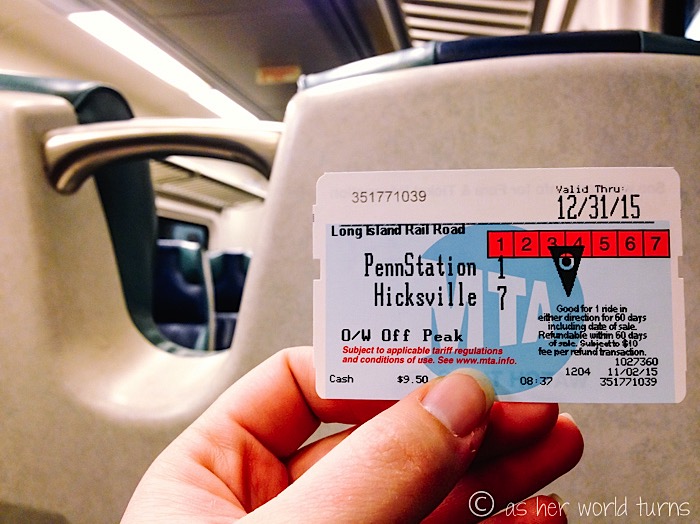 351771039
Valid Thru:
12/31/15
Long Island Rail Road
1 2 3 4 5 6 7
PennStation 1
Hicksville 7
MTA
O
Good for 1 ride in
either direction for 60 days
including date of sale.
Refundable within 60 days
of sale. Subject to $10
fee per refund transaction.
O/W Off Peak
Subject to applicable tariff regulations
and conditions of use. See www.mta.info.
1027360
1204 11/02/15
Cash $9.50 08:37 351771039
© as her world turns